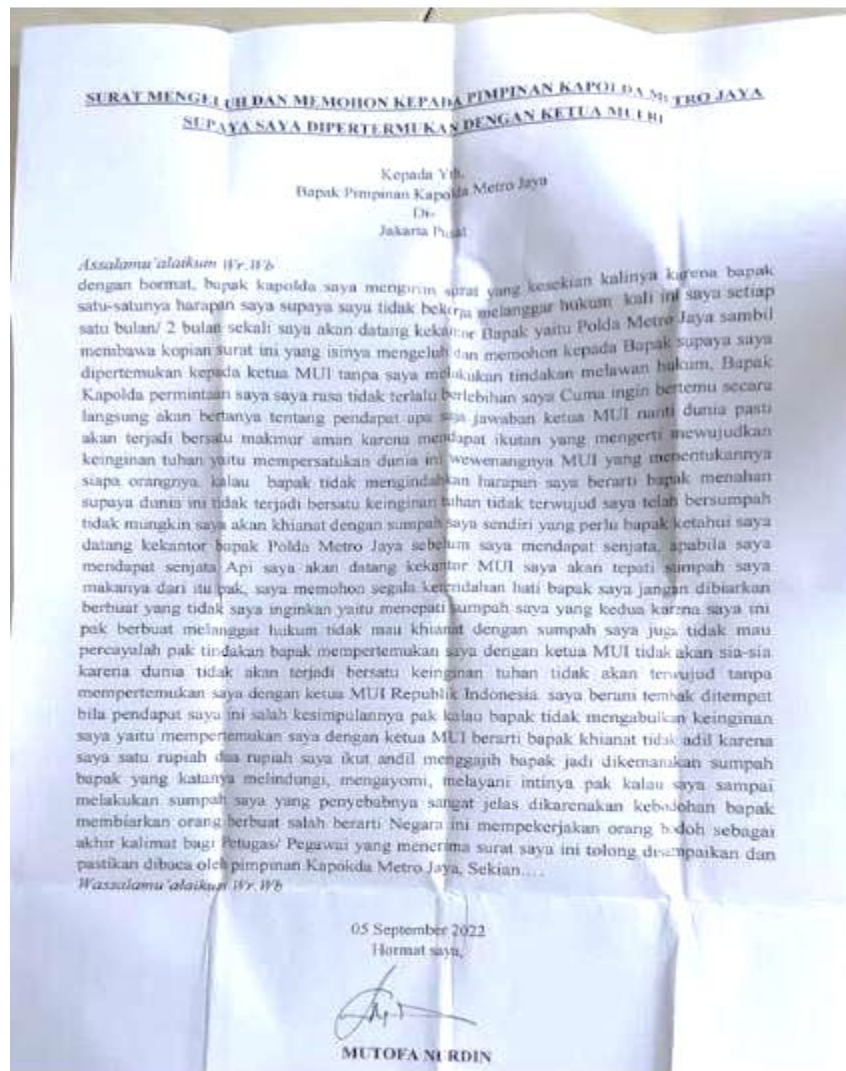 SURAT MENGELUH DAN MEMOHON KEPADA PIMPINAN KAPOLDA METRO JAYA
SUPAYA SAYA DIPERTERMUKAN DENGAN KETUA MUI RI
Kepada Yth.
Bapak Pimpinan Kapolda Metro Jaya
Di-
Jakarta Pusat
Assalamu'alaikum Wr.Wb
dengan hormat, bapak kapolda saya mengirim surat yang kesekian kalinya karena bapak
satu-satunya harapan saya supaya saya tidak bekerja melanggar hukum kali ini saya setiap
satu bulan/ 2 bulan sekali saya akan datang kekantor Bapak yaitu Polda Metro Jaya sambil
membawa kopian surat ini yang isinya mengeluh dan memohon kepada Bapak supaya saya
dipertemukan kepada ketua MUI tanpa saya melakukan tindakan melawan hukum, Bapak
Kapolda permintaan saya saya rasa tidak terlalu berlebihan saya Cuma ingin bertemu secara
langsung akan bertanya tentang pendapat apa saja jawaban ketua MUI nanti dunia pasti
akan terjadi bersatu makmur aman karena mendapat ikutan yang mengerti mewujudkan
keinginan tuhan yaitu mempersatukan dunia ini wewenangnya MUI yang menentukannya
siapa orangnya, kalau bapak tidak mengindahkan harapan saya berarti bapak menahan
supaya dunia ini tidak terjadi bersatu keinginan tuhan tidak terwujud saya telah bersumpah
tidak mungkin saya akan khianat dengan sumpah saya sendiri yang perlu bapak ketahui saya
datang kekantor bapak Polda Metro Jaya sebelum saya mendapat senjata, apabila saya
mendapat senjata Api saya akan datang kekantor MUI saya akan tepati sumpah saya
makanya dari itu pak, saya memohon segala kerendahan hati bapak saya jangan dibiarkan
berbuat yang tidak saya inginkan yaitu menepati sumpah saya yang kedua karena saya ini
pak berbuat melanggar hukum tidak mau khianat dengan sumpah saya juga tidak mau
percayalah pak tindakan bapak mempertemukan saya dengan ketua MUI tidak akan sia-sia
karena dunia tidak akan terjadi bersatu keinginan tuhan tidak akan terwujud tanpa
mempertemukan saya dengan ketua MUI Republik Indonesia. saya berani tembak ditempat
bila pendapat saya ini salah kesimpulannya pak kalau bapak tidak mengabulkan keinginan
saya yaitu mempertemukan saya dengan ketua MUI berarti bapak khianat tidak adil karena
saya satu rupiah dua rupiah saya ikut andil menggajih bapak jadi dikemanakan sumpah
bapak yang katanya melindungi, mengayomi, melayani intinya pak kalau saya sampai
melakukan sumpah saya yang penyebabnya sangat jelas dikarenakan kebodohan bapak
membiarkan orang berbuat salah berarti Negara ini mempekerjakan orang bodoh sebagai
akhir kalimat bagi Petugas/ Pegawai yang menerima surat saya ini tolong disampaikan dan
pastikan dibaca oleh pimpinan Kapokda Metro Jaya, Sekian....
Wassalamu'alaikum Wr.Wb
05 September 2022
Hormat saya,
MUTOFA NURDIN